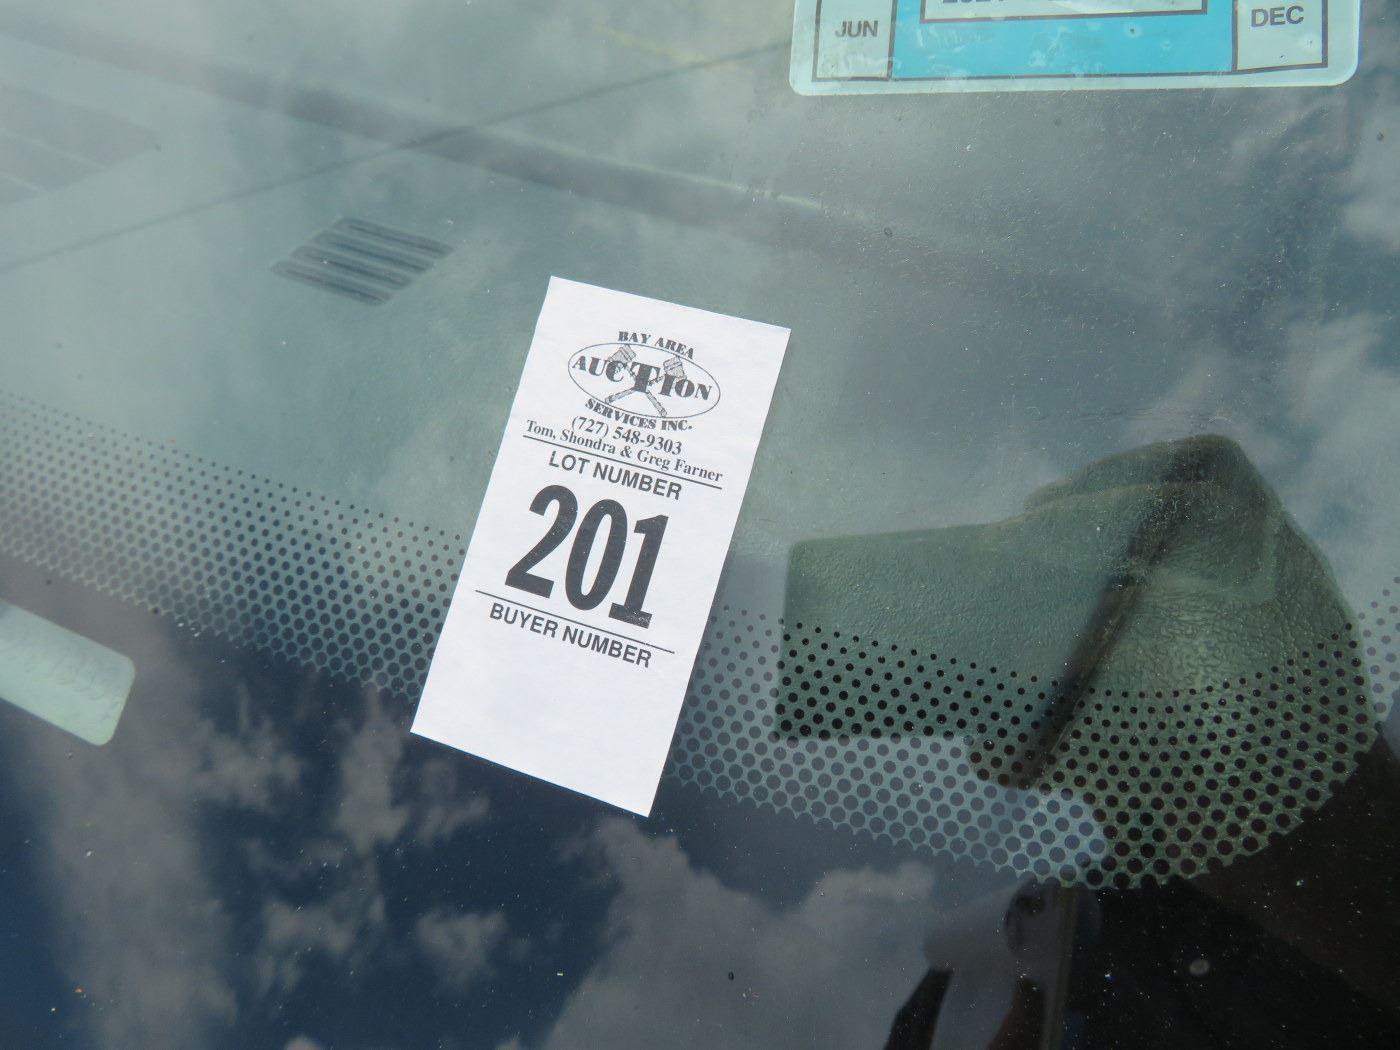 JUN
DEC
BAY AREA
AUCTION
SERVICES INC.
(727) 548-9303
Tom, Shondra & Greg Farner
LOT NUMBER
201
BUYER NUMBER